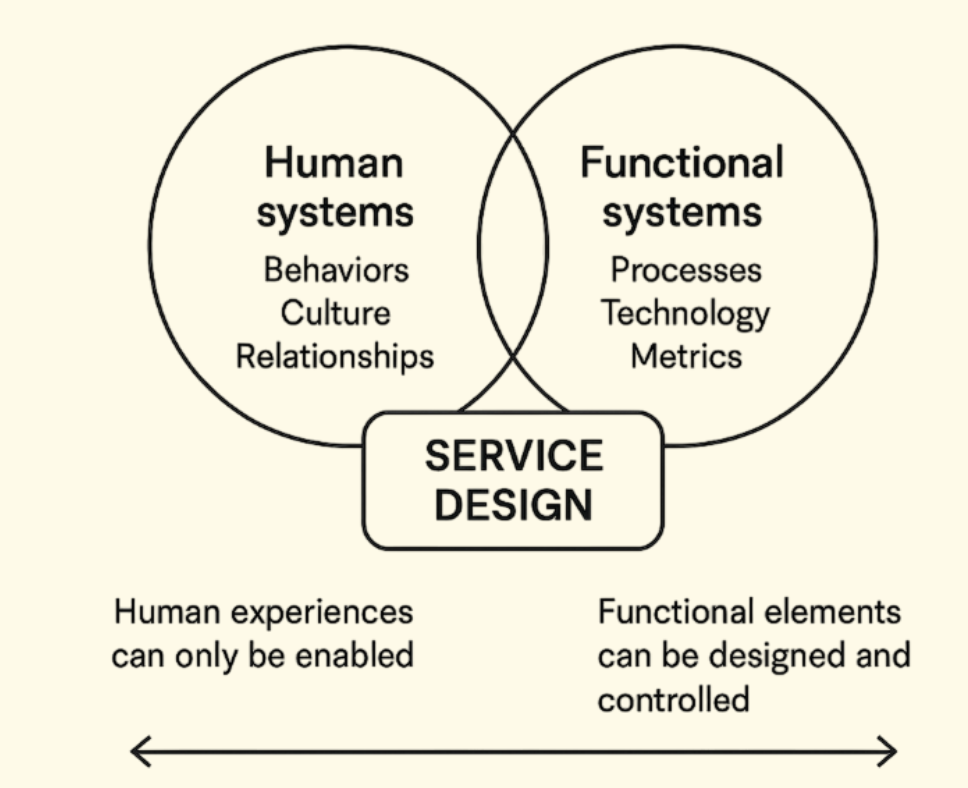 Human
systems
Behaviors
Culture
Relationships
Functional
systems
Processes
Technology
Metrics
SERVICE
DESIGN
Human experiences
can only be enabled
Functional elements
can be designed and
controlled